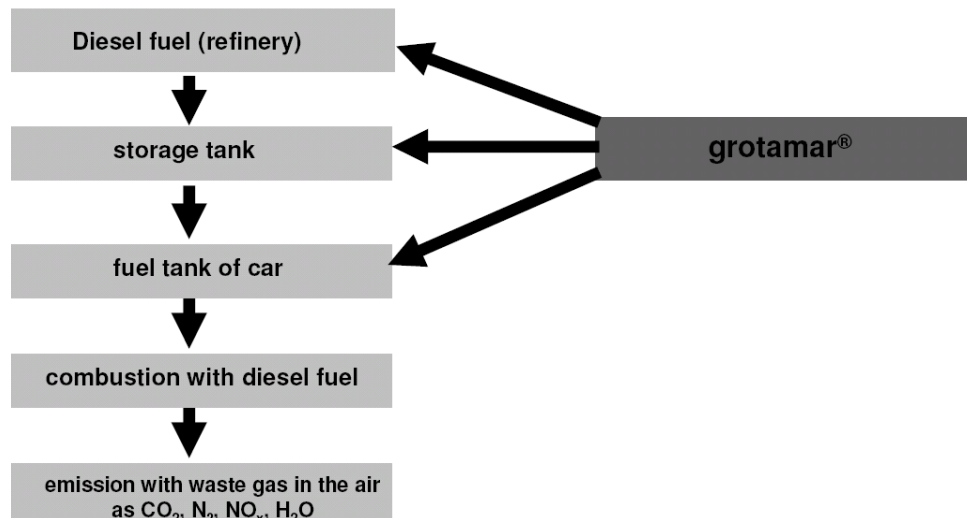 Diesel fuel (refinery)
storage tank
grotamar®
fuel tank of car
combustion with diesel fuel
emission with waste gas in the air
as CO₂, N₂, NOₓ, H₂O